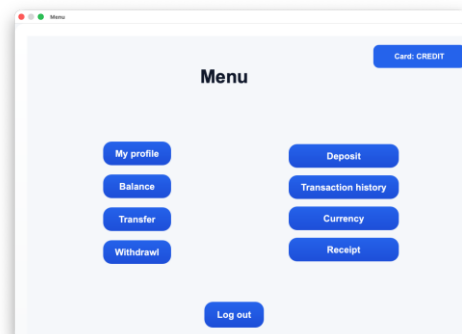 Menu
Card: CREDIT
Menu
My profile
Balance
Transfer
Withdrawl
Deposit
Transaction history
Currency
Receipt
Log out